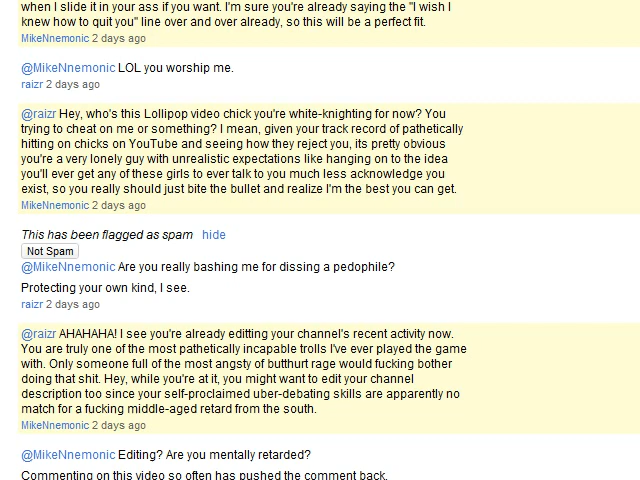 when I slide it in your ass if you want. I'm sure you're already saying the "I wish I
knew how to quit you" line over and over already, so this will be a perfect fit.
MikeNnemonic 2 days ago
@MikeNnemonic LOL you worship me.
raizr 2 days ago
@raizr Hey, who's this Lollipop video chick you're white-knighting for now? You
trying to cheat on me or something? I mean, given your track record of pathetically
hitting on chicks on YouTube and seeing how they reject you, its pretty obvious
you're a very lonely guy with unrealistic expectations like hanging on to the idea
you'll ever get any of these girls to ever talk to you much less acknowledge you
exist, so you really should just bite the bullet and realize I'm the best you can get.
MikeNnemonic 2 days ago
This has been flagged as spam hide
Not Spam
@MikeNnemonic Are you really bashing me for dissing a pedophile?
Protecting your own kind, I see.
raizr 2 days ago
@raizr AHAHAHA! I see you're already editting your channel's recent activity now.
You are truly one of the most pathetically incapable trolls I've ever played the game
with. Only someone full of the most angsty of butthurt rage would fucking bother
doing that shit. Hey, while you're at it, you might want to edit your channel
description too since your self-proclaimed uber-debating skills are apparently no
match for a fucking middle-aged retard from the south.
MikeNnemonic 2 days ago
@MikeNnemonic Editing? Are you mentally retarded?
Commenting on this video so often has pushed the comment back.